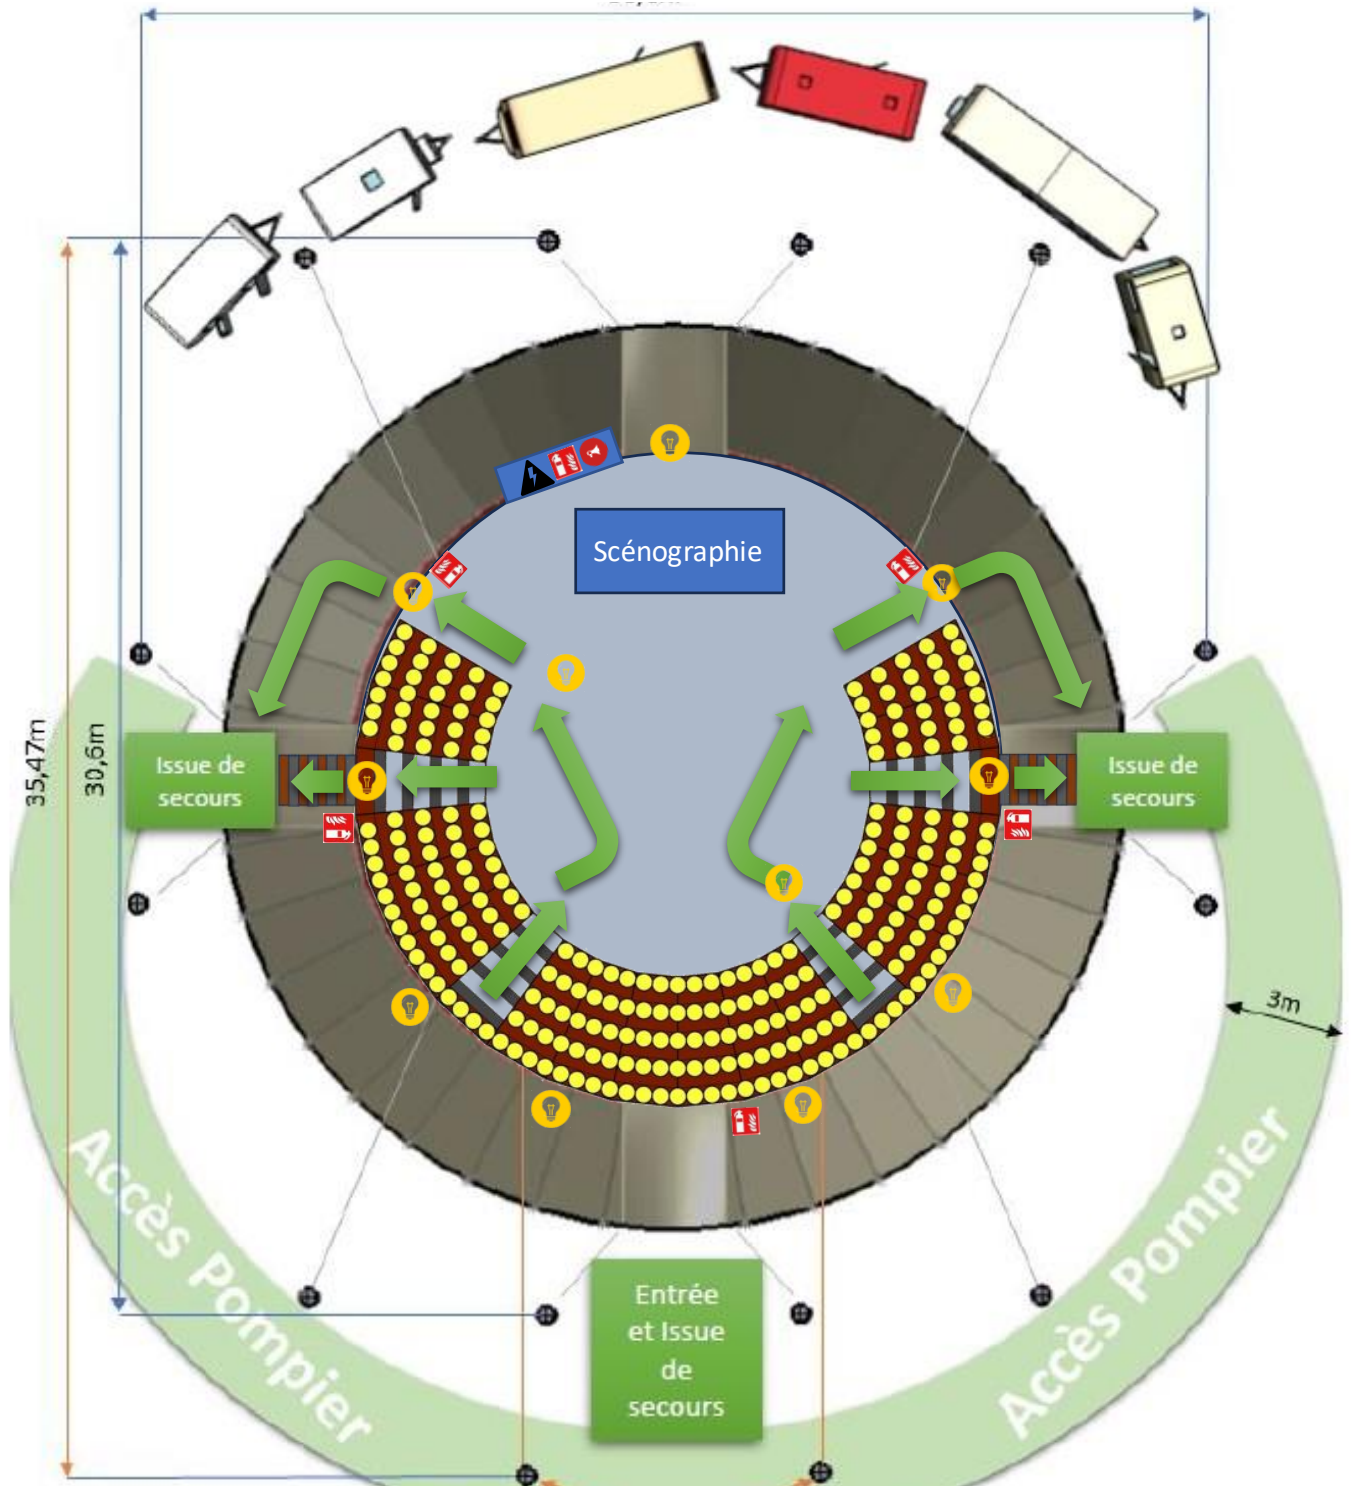 Scénographie
Issue de
secours
Issue de
secours
35,47m
30,6m
3m
Accès Pompier
Accès Pompier
Entrée
et Issue
de
secours